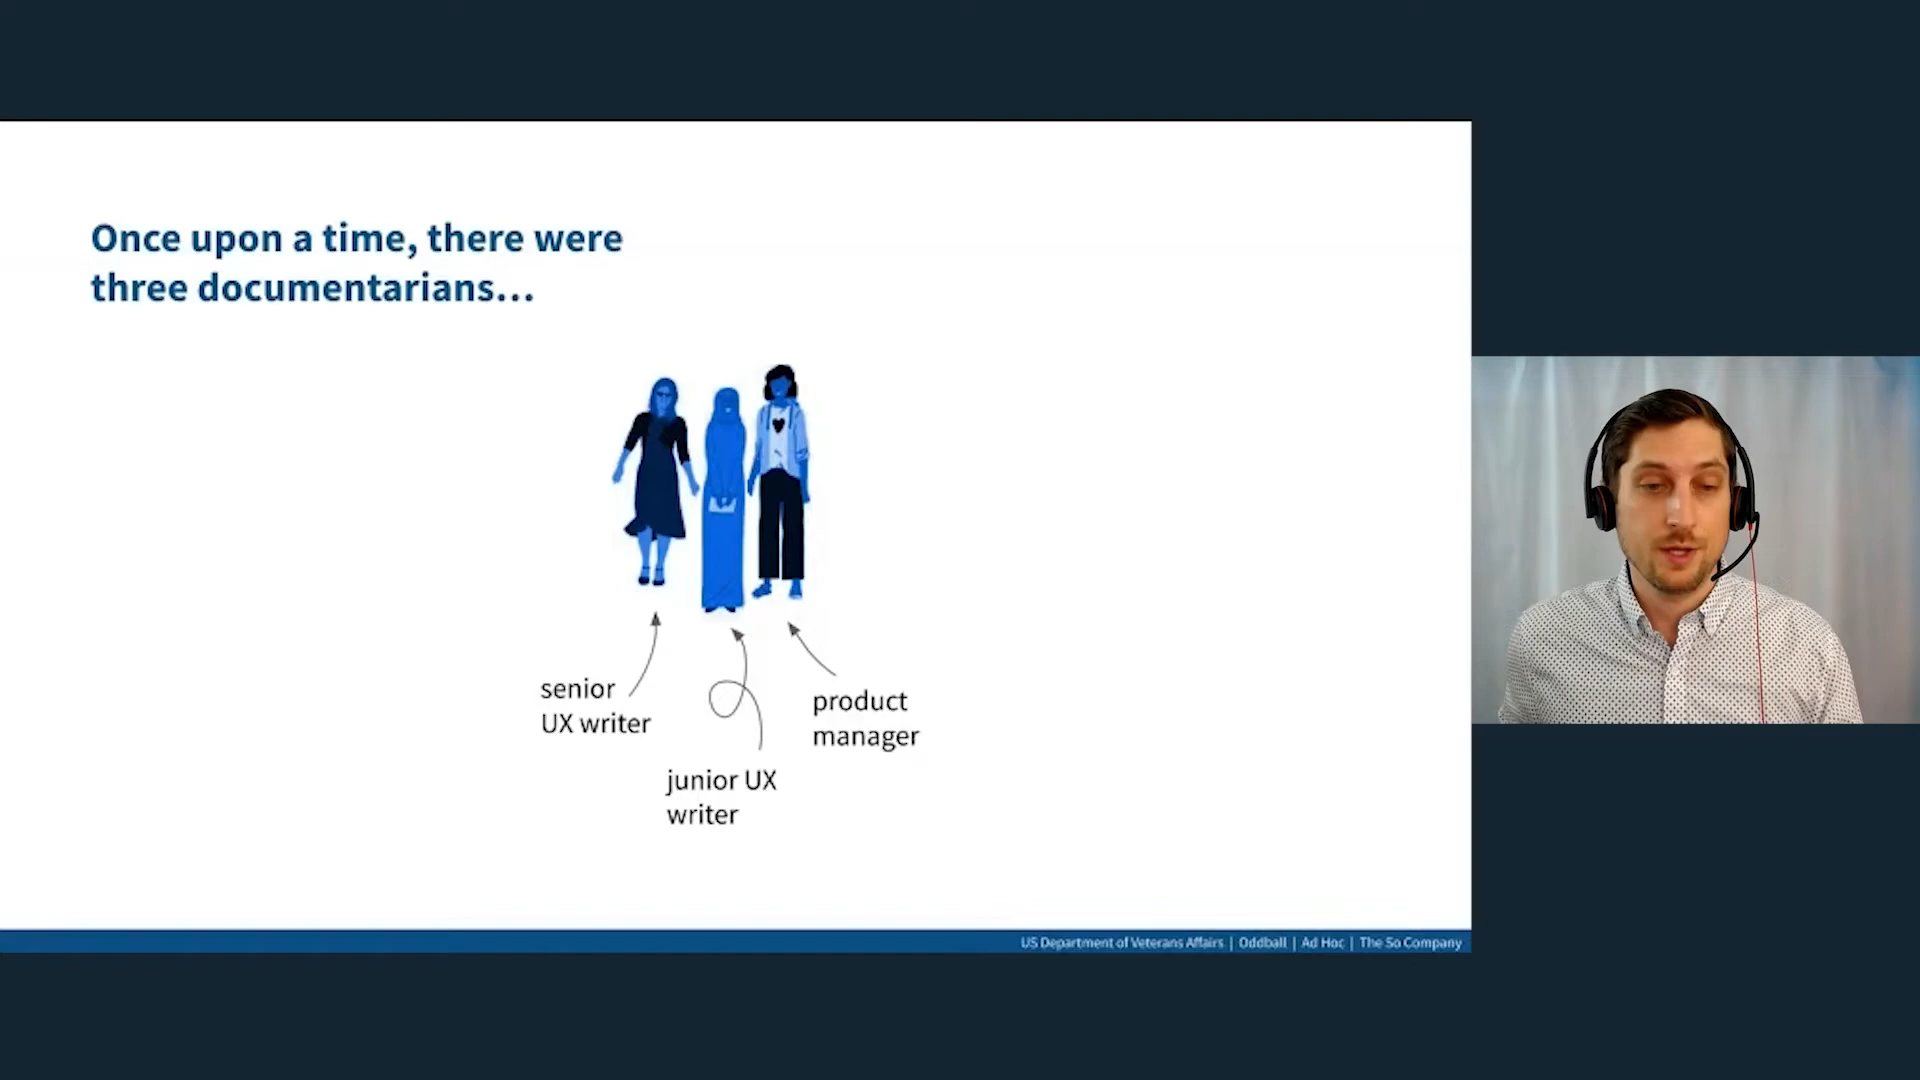 Once upon a time, there were
three documentarians...
senior
UX writer
junior UX
writer
product
manager
US Department of Veterans Affairs | Oddball | Ad Hoc | The So Company